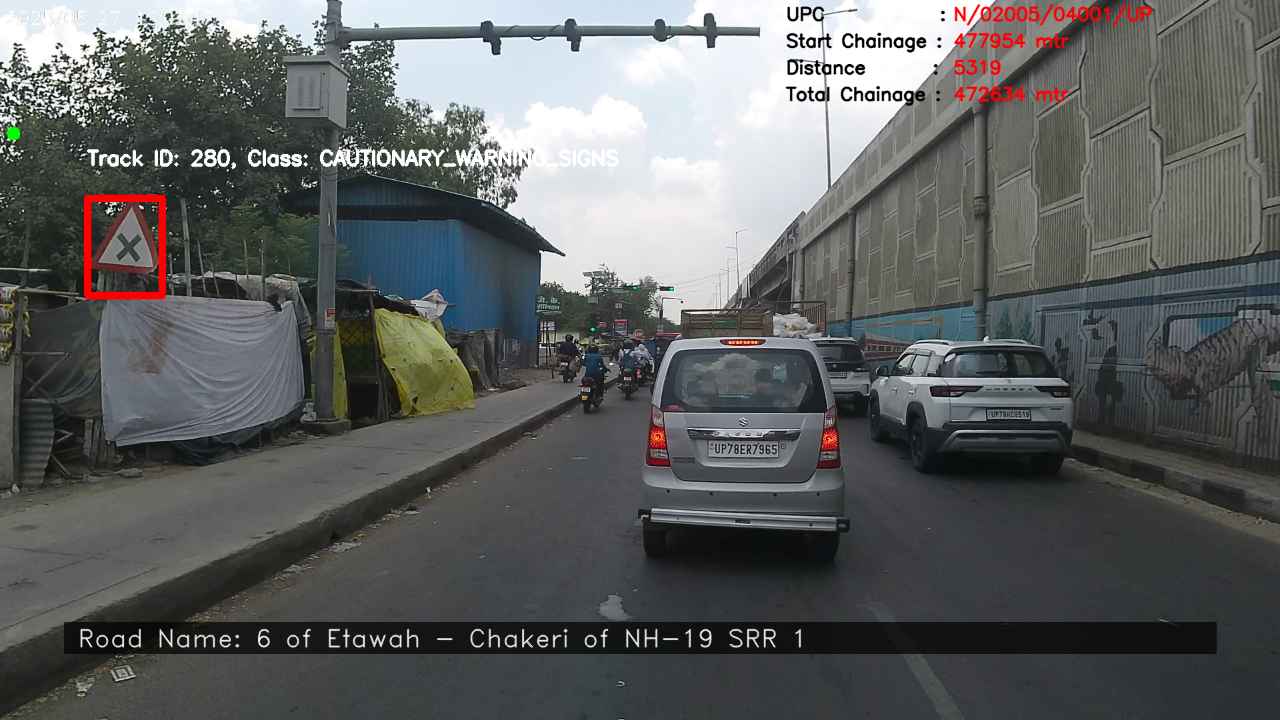 UPC : N/02005/04001/UP
Start Chainage : 477954 mtr
Distance : 5319
Total Chainage : 472634 mtr
Track ID: 280, Class: CAUTIONARY_WARNING_SIGNS
UP78ER7965
Road Name: 6 of Etawah - Chakeri of NH-19 SRR 1